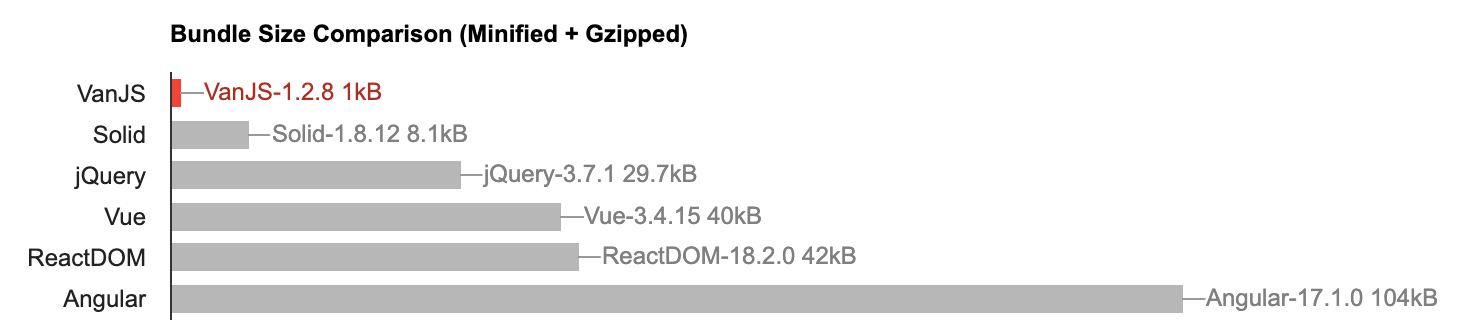 Bundle Size Comparison (Minified + Gzipped)
VanJS VanJS-1.2.8 1kB
Solid Solid-1.8.12 8.1kB
jQuery jQuery-3.7.1 29.7kB
Vue Vue-3.4.15 40kB
ReactDOM ReactDOM-18.2.0 42kB
Angular Angular-17.1.0 104kB